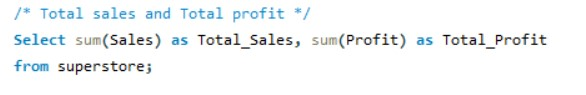 /* Total sales and Total profit */
Select sum(Sales) as Total_Sales, sum(Profit) as Total_Profit
from superstore;